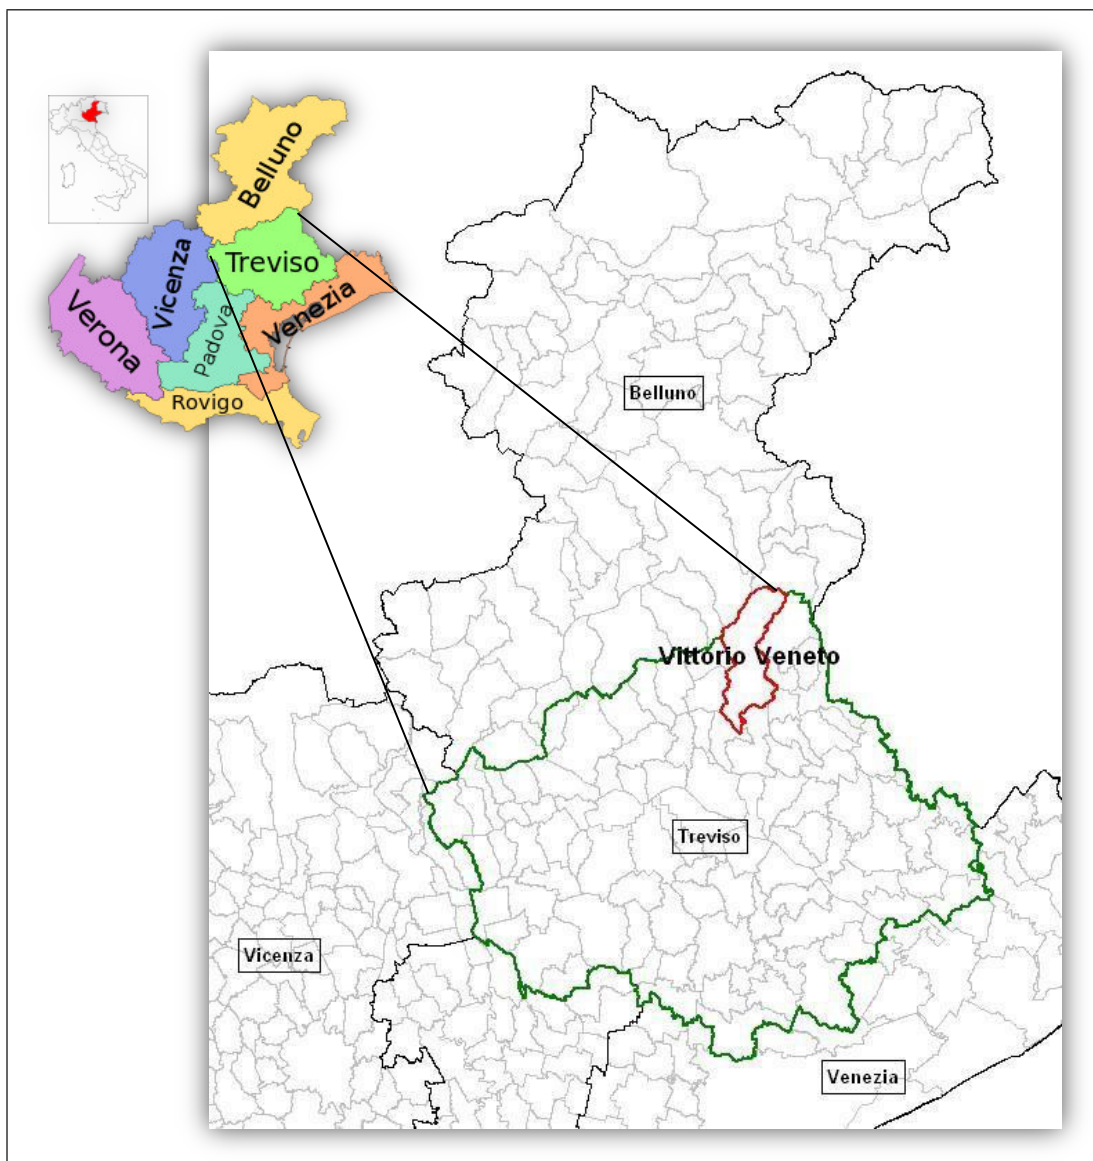 Belluno
Treviso
Vicenza
Venezia
Verona
Padova
Rovigo
Belluno
Vittorio Veneto
Treviso
Vicenza
Venezia